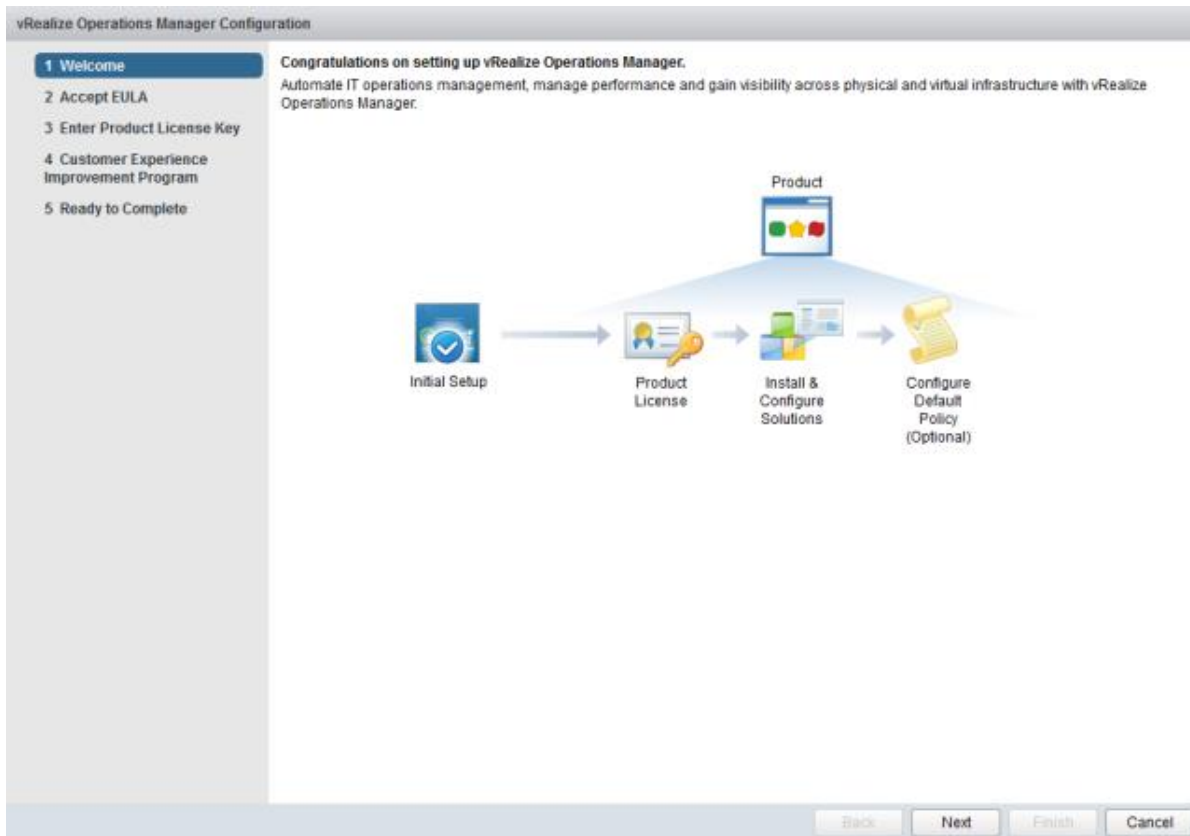 vRealize Operations Manager Configuration
1 Welcome
2 Accept EULA
3 Enter Product License Key
4 Customer Experience
Improvement Program
5 Ready to Complete
Congratulations on setting up vRealize Operations Manager.
Automate IT operations management, manage performance and gain visibility across physical and virtual infrastructure with vRealize
Operations Manager.
Product
Initial Setup
Product
License
Install &
Configure
Solutions
Configure
Default
Policy
(Optional)
Back
Next
Finish
Cancel